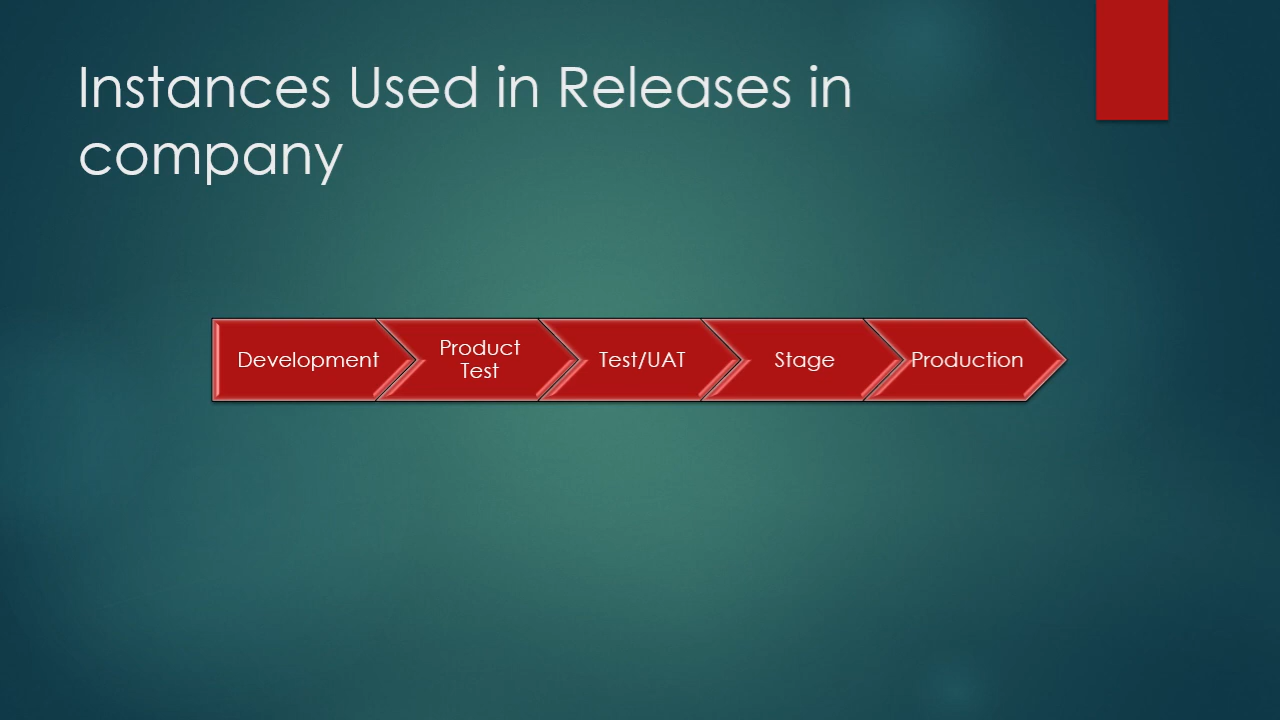 Instances Used in Releases in
company
Development
Product
Test
Test/UAT
Stage
Production